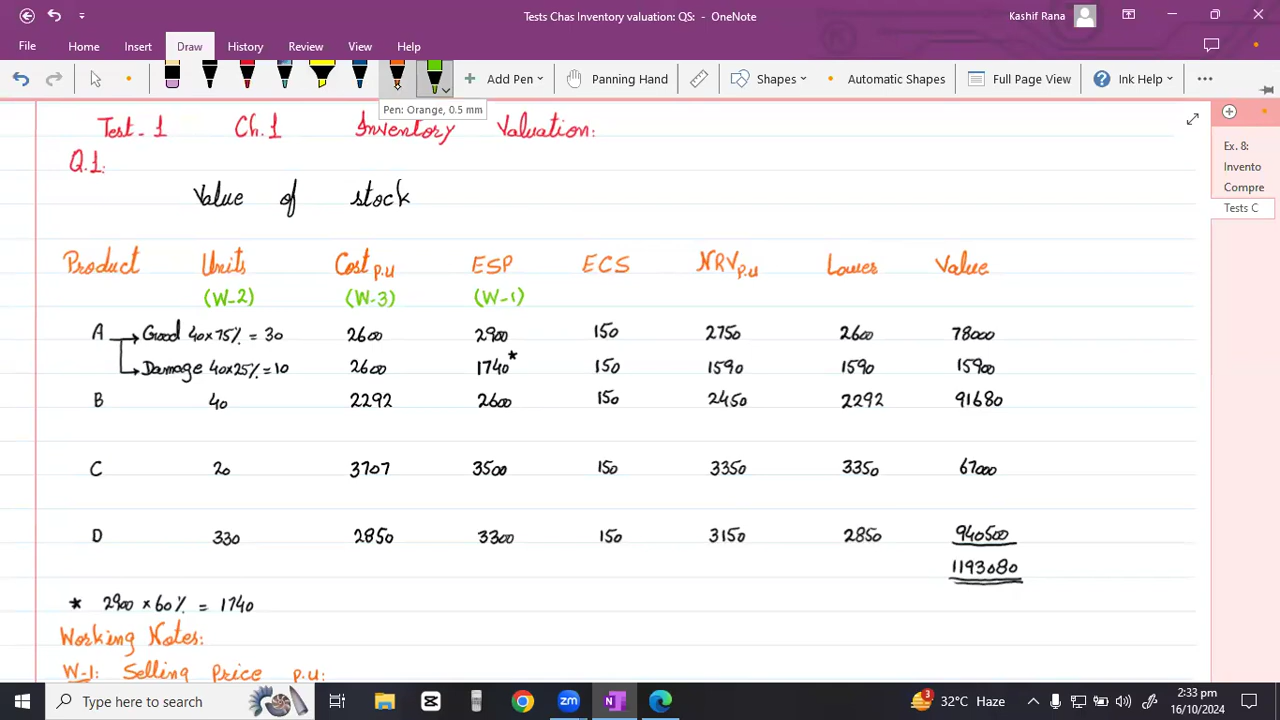 Tests Chas Inventory valuation: QS: - OneNote
Kashif Rana
File Home Insert Draw History Review View Help
Add Pen Panning Hand Shapes Automatic Shapes Full Page View Ink Help
Pen: Orange, 0.5 mm
Test-1 Ch.1 Inventory Valuation:
Q.1:
Value of stock
Product Units Cost p.u ESP ECS NRV p.u Lower Value
(W-2) (W-3) (W-1)
A Good 40x75% = 30 2600 2900 150 2750 2600 78000
Damage 40x25% = 10 2600 1740* 150 1590 1590 15900
B 40 2292 2600 150 2450 2292 91680
C 20 3707 3500 150 3350 3350 67000
D 330 2850 3300 150 3150 2850 940500
1193080
* 2900 x 60% = 1740
Working Notes:
W-1: Selling Price p.u:
Ex. 8:
Invento
Compre
Tests C
Type here to search
3
32°C Haze
2:33 pm
16/10/2024